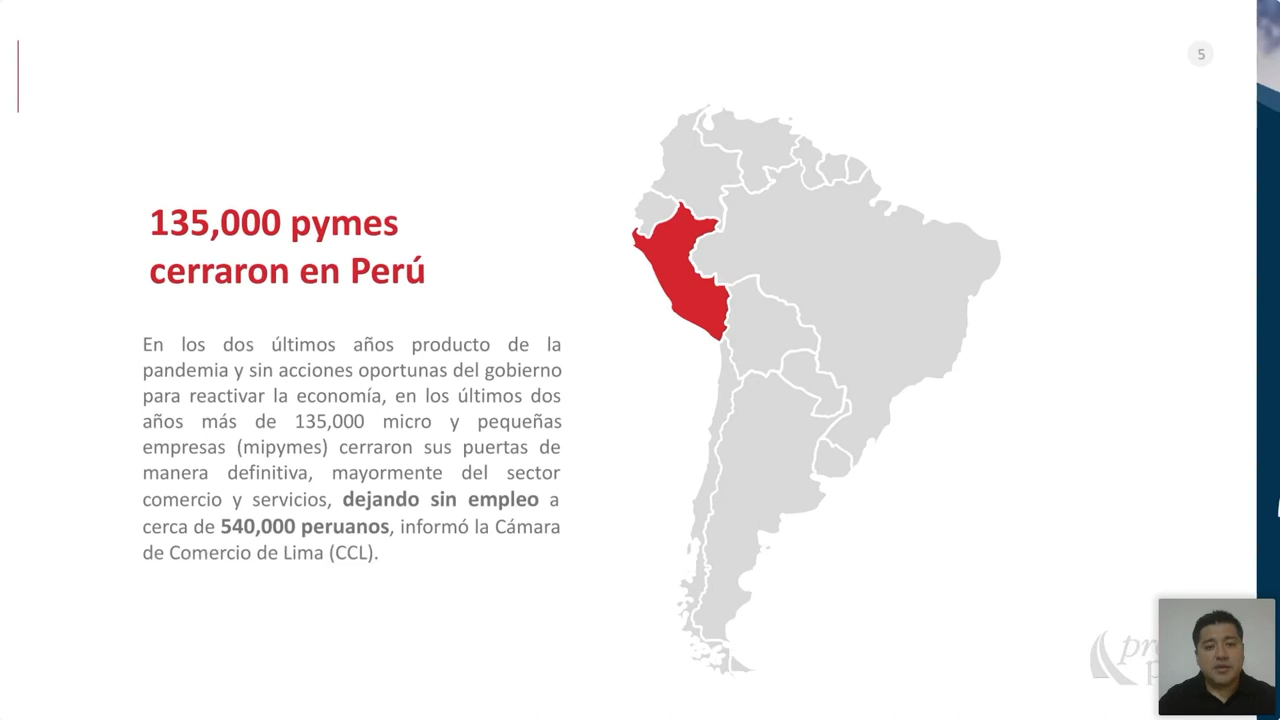 5
135,000 pymes
cerraron en Perú
En los dos últimos años producto de la
pandemia y sin acciones oportunas del gobierno
para reactivar la economía, en los últimos dos
años más de 135,000 micro y pequeñas
empresas (mipymes) cerraron sus puertas de
manera definitiva, mayormente del sector
comercio y servicios, dejando sin empleo a
cerca de 540,000 peruanos, informó la Cámara
de Comercio de Lima (CCL).